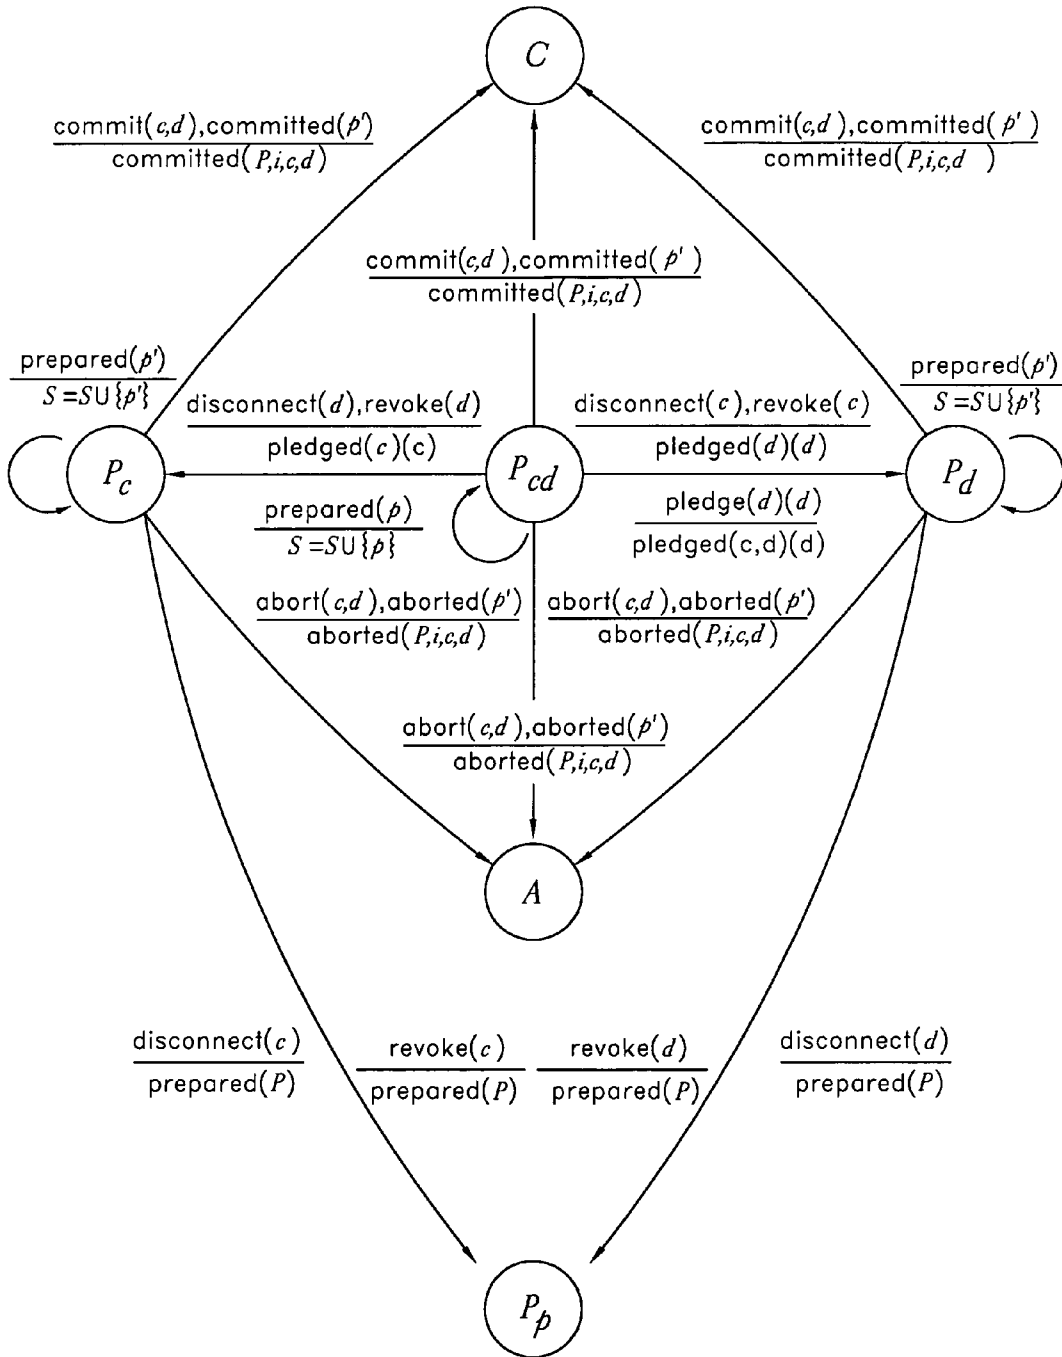 C
commit(c,d),committed(p')
committed(P,i,c,d)
commit(c,d),committed(p')
committed(P,i,c,d )
commit(c,d),committed(p')
committed(P,i,c,d)
prepared(p')
S=S∪{p'}
prepared(p')
S=S∪{p'}
disconnect(d),revoke(d)
pledged(c)(c)
disconnect(c),revoke(c)
pledged(d)(d)
P_c
P_cd
P_d
prepared(p)
S=S∪{p}
pledge(d)(d)
pledged(c,d)(d)
abort(c,d),aborted(p')
aborted(P,i,c,d)
abort(c,d),aborted(p')
aborted(P,i,c,d)
abort(c,d),aborted(p')
aborted(P,i,c,d)
A
disconnect(c)
prepared(P)
revoke(c)
prepared(P)
revoke(d)
prepared(P)
disconnect(d)
prepared(P)
P_p